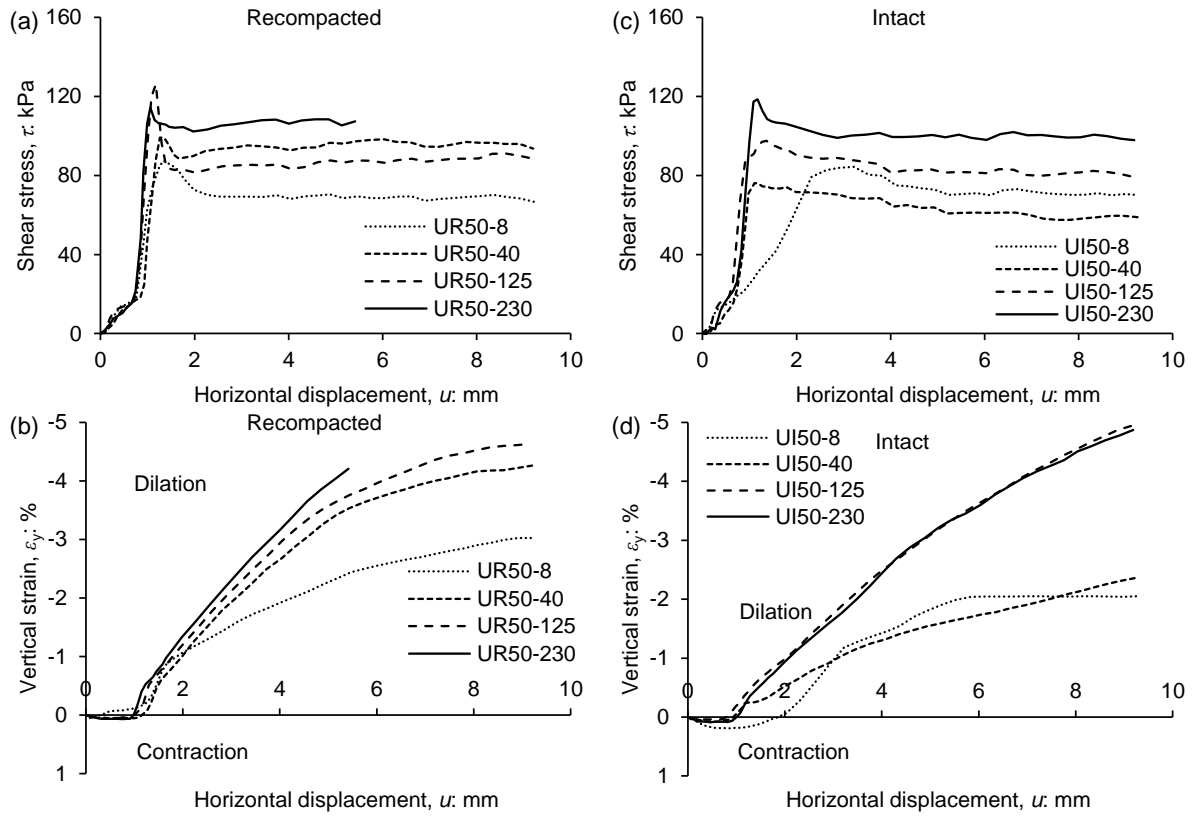 (a)
Recompacted
160
120
80
40
0
Shear stress, τ: kPa
UR50-8
UR50-40
UR50-125
UR50-230
0 2 4 6 8 10
Horizontal displacement, u: mm
(c)
Intact
160
120
80
40
0
Shear stress, τ: kPa
UI50-8
UI50-40
UI50-125
UI50-230
0 2 4 6 8 10
Horizontal displacement, u: mm
(b)
Recompacted
-5
-4
-3
-2
-1
0
1
Vertical strain, εy: %
Dilation
UR50-8
UR50-40
UR50-125
UR50-230
0 2 4 6 8 10
Contraction
Horizontal displacement, u: mm
(d)
Intact
-5
-4
-3
-2
-1
0
1
Vertical strain, εy: %
UI50-8
UI50-40
UI50-125
UI50-230
Dilation
0 2 4 6 8 10
Contraction
Horizontal displacement, u: mm